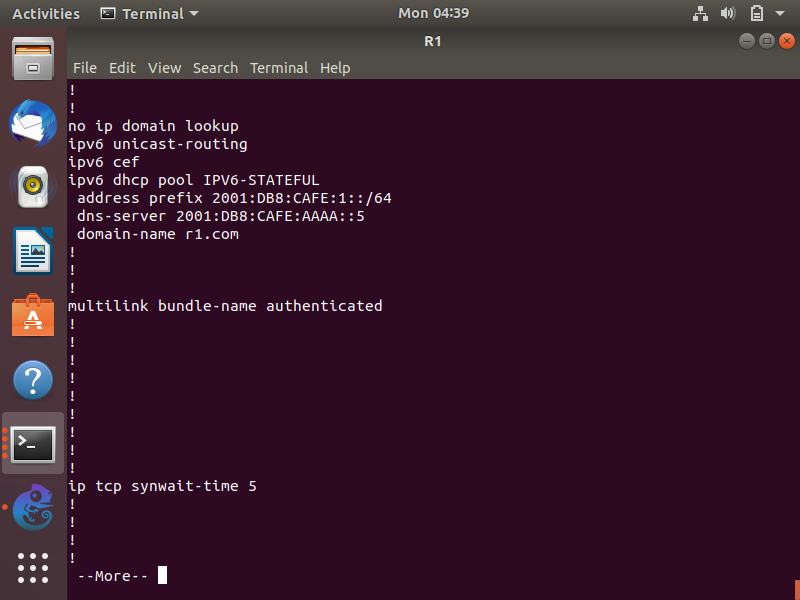 Activities Terminal Mon 04:39
R1
File Edit View Search Terminal Help
!
!
no ip domain lookup
ipv6 unicast-routing
ipv6 cef
ipv6 dhcp pool IPV6-STATEFUL
 address prefix 2001:DB8:CAFE:1::/64
 dns-server 2001:DB8:CAFE:AAAA::5
 domain-name r1.com
!
!
!
multilink bundle-name authenticated
!
!
!
!
!
!
!
!
!
ip tcp synwait-time 5
!
!
!
!
 --More--